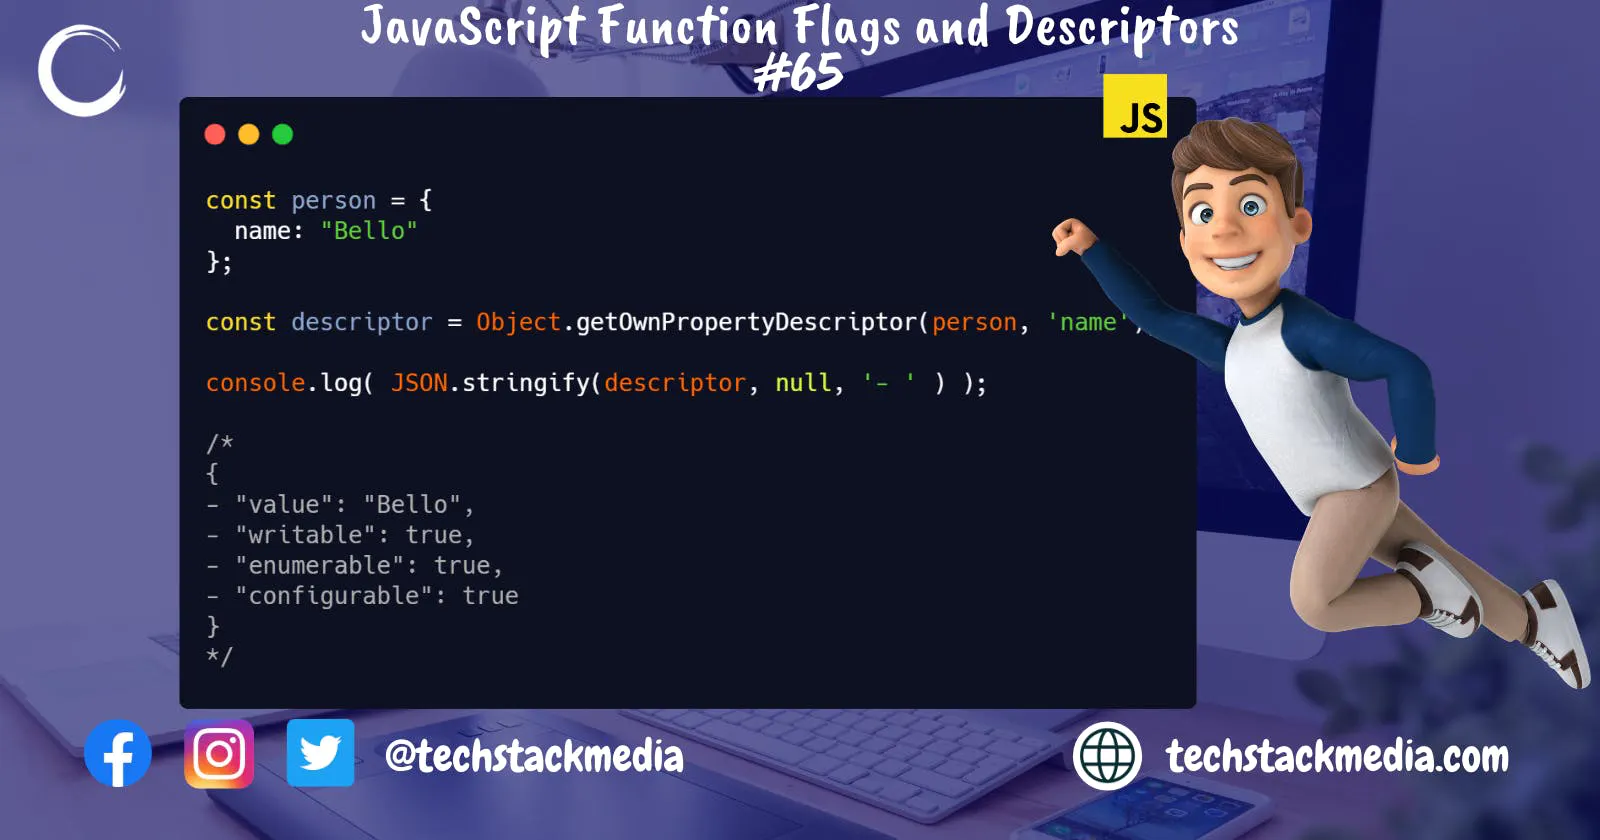 JavaScript Function Flags and Descriptors
#65
JS
const person = {
  name: "Bello"
};
const descriptor = Object.getOwnPropertyDescriptor(person, 'name');
console.log( JSON.stringify(descriptor, null, '- ' ) );
/*
{
- "value": "Bello",
- "writable": true,
- "enumerable": true,
- "configurable": true
}
*/
@techstackmedia
techstackmedia.com